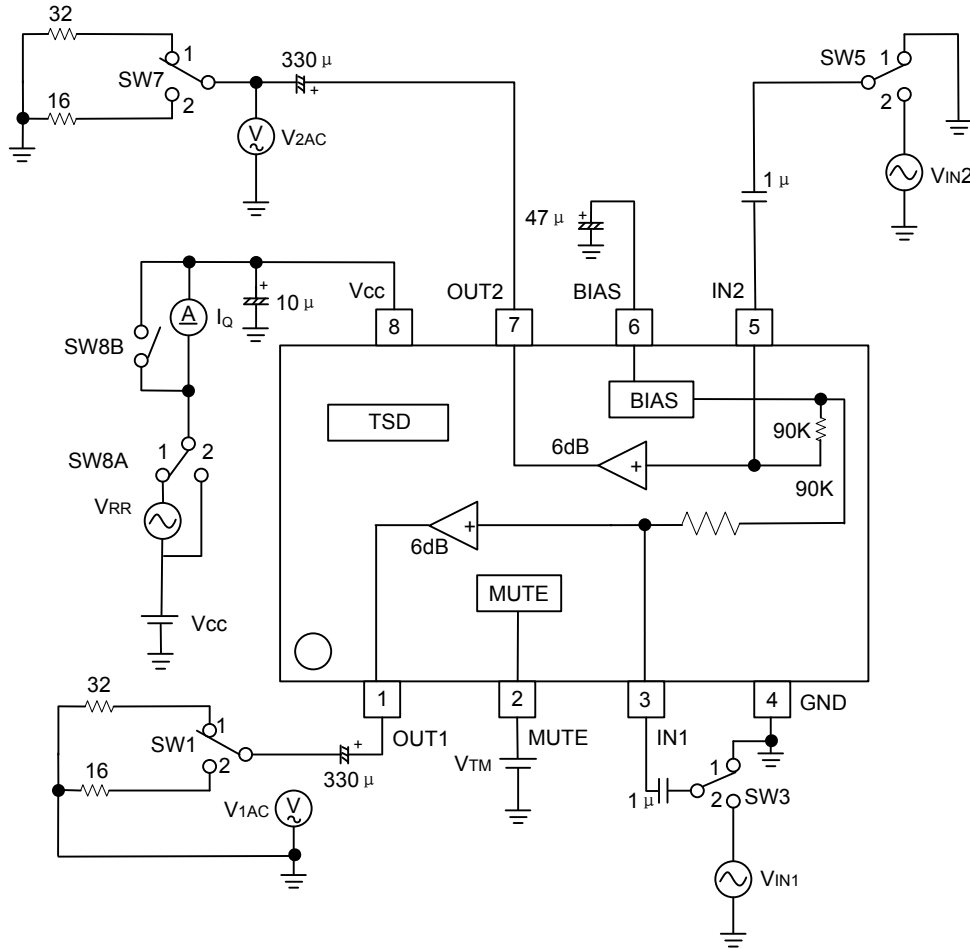 32
1
SW7
330 μ
+
2
16
V
V2AC
SW5
1
2
VIN2
1 μ
47 μ
+
Vcc
OUT2
BIAS
IN2
+
10 μ
A
IQ
SW8B
8
7
6
5
TSD
BIAS
90K
6dB
+
90K
SW8A
1
2
VRR
6dB
+
MUTE
Vcc
1
2
3
4
GND
OUT1
MUTE
IN1
32
1
SW1
2
16
+
330 μ
VTM
1 μ
1
2
SW3
V1AC
V
VIN1